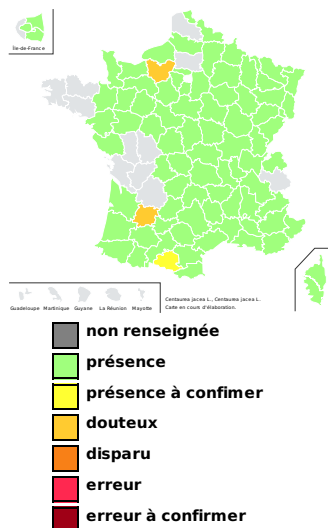 Île-de-France
Guadeloupe Martinique Guyane La Réunion Mayotte
Centaurea jacea L., Centaurea jacea L.
Carte en cours d'élaboration.
non renseignée
présence
présence à confimer
douteux
disparu
erreur
erreur à confirmer